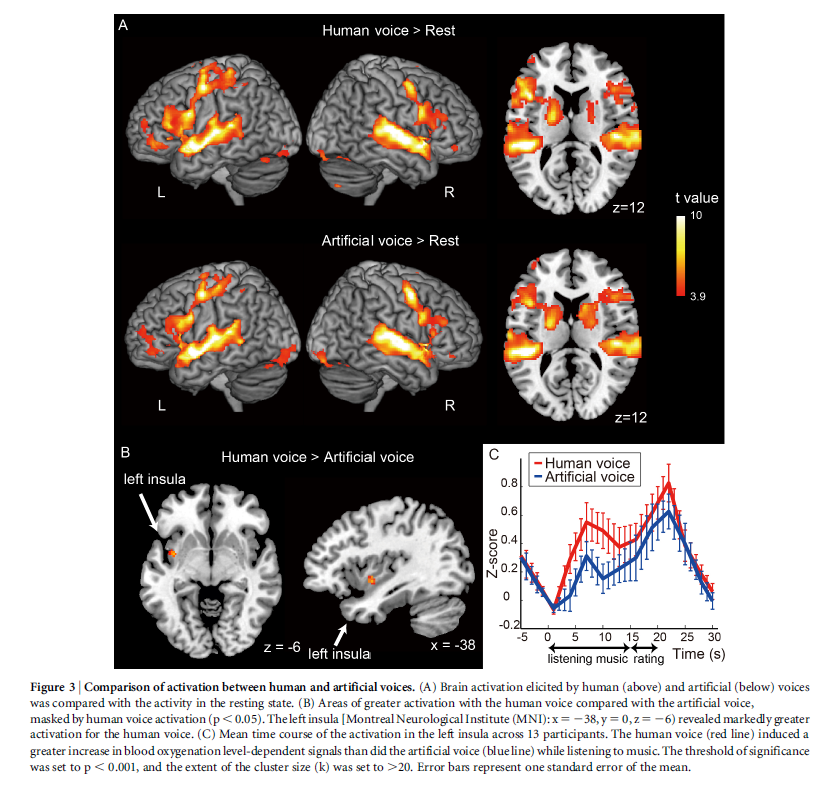 A
Human voice > Rest
L
R
z=12
t value
10
3.9
Artificial voice > Rest
L
R
z=12
B
Human voice > Artificial voice
left insula
z = -6
left insula
x = -38
C
Human voice
Artificial voice
Z-score
0.8
0.6
0.4
0.2
0
-0.2
-5
0
5
10
15
20
25
30
Time (s)
listening music
rating
Figure 3 | Comparison of activation between human and artificial voices. (A) Brain activation elicited by human (above) and artificial (below) voices
was compared with the activity in the resting state. (B) Areas of greater activation with the human voice compared with the artificial voice,
masked by human voice activation (p < 0.05). The left insula [Montreal Neurological Institute (MNI): x = −38, y = 0, z = −6) revealed markedly greater
activation for the human voice. (C) Mean time course of the activation in the left insula across 13 participants. The human voice (red line) induced a
greater increase in blood oxygenation level-dependent signals than did the artificial voice (blue line) while listening to music. The threshold of significance
was set to p < 0.001, and the extent of the cluster size (k) was set to >20. Error bars represent one standard error of the mean.